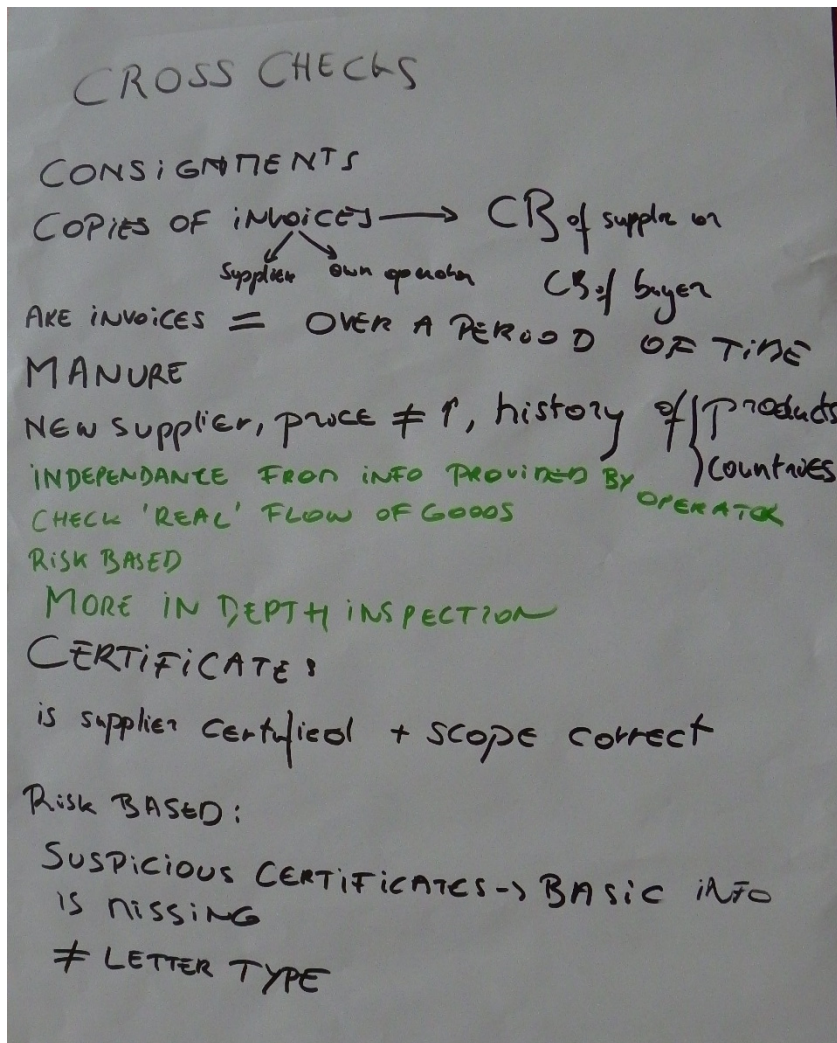 CROSS CHECKS
CONSIGNMENTS
COPIES OF INVOICES → CB of supplier or
Supplier own operator CB of buyer
ARE INVOICES = OVER A PERIOD OF TIME
MANURE
NEW SUPPLIER, price ≠ ↑, history of products
countries
INDEPENDANCE FROM INFO PROVIDED BY OPERATOR
CHECK 'REAL' FLOW OF GOODS
RISK BASED
MORE IN DEPTH INSPECTION
CERTIFICATE:
is supplier certified + SCOPE correct
RISK BASED:
SUSPICIOUS CERTIFICATES -> BASIC INFO
IS MISSING
≠ LETTER TYPE